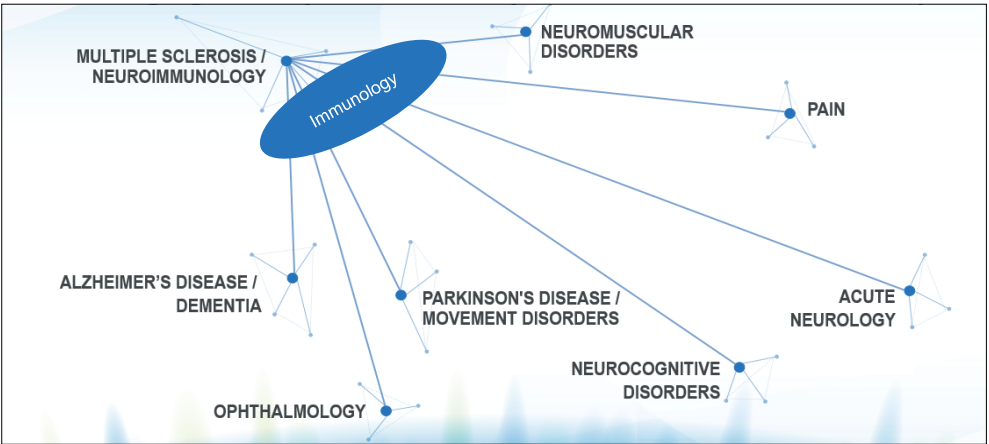 MULTIPLE SCLEROSIS /
NEUROIMMUNOLOGY
Immunology
NEUROMUSCULAR
DISORDERS
PAIN
ALZHEIMER’S DISEASE /
DEMENTIA
PARKINSON'S DISEASE /
MOVEMENT DISORDERS
ACUTE
NEUROLOGY
NEUROCOGNITIVE
DISORDERS
OPHTHALMOLOGY